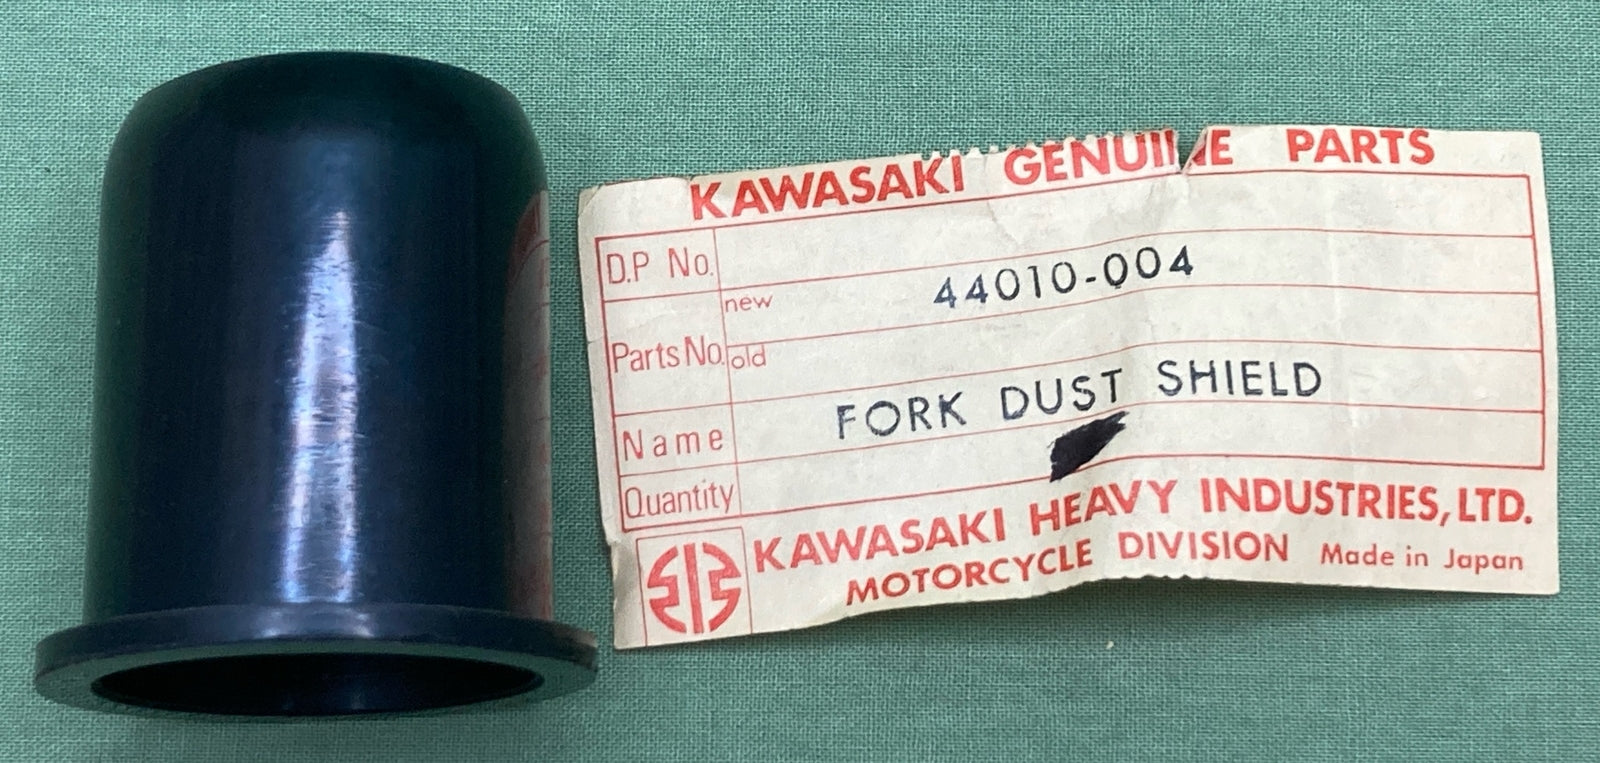 KAWASAKI GENUINE PARTS
D.P No.
Parts No. new 44010-004
old
Name FORK DUST SHIELD
Quantity
KAWASAKI HEAVY INDUSTRIES, LTD.
MOTORCYCLE DIVISION Made in Japan